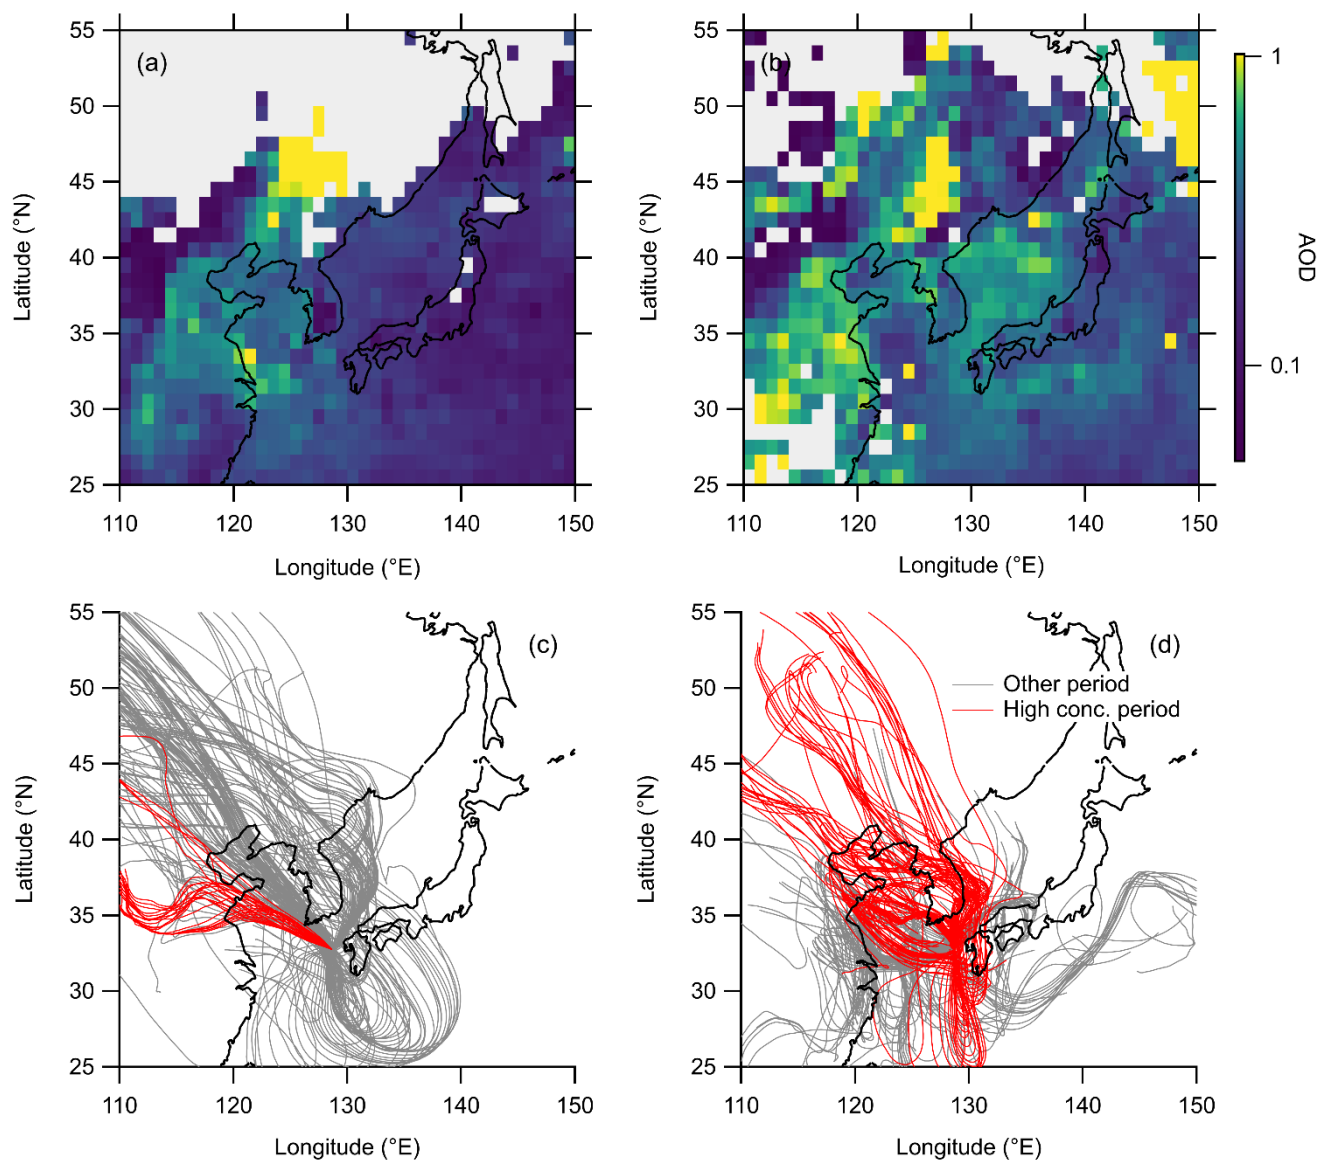 (a)
55
50
45
40
35
30
25
Latitude (°N)
110 120 130 140 150
Longitude (°E)
(b)
55
50
45
40
35
30
25
Latitude (°N)
110 120 130 140 150
Longitude (°E)
1
0.1
AOD
(c)
55
50
45
40
35
30
25
Latitude (°N)
110 120 130 140 150
Longitude (°E)
(d)
Other period
High conc. period
55
50
45
40
35
30
25
Latitude (°N)
110 120 130 140 150
Longitude (°E)